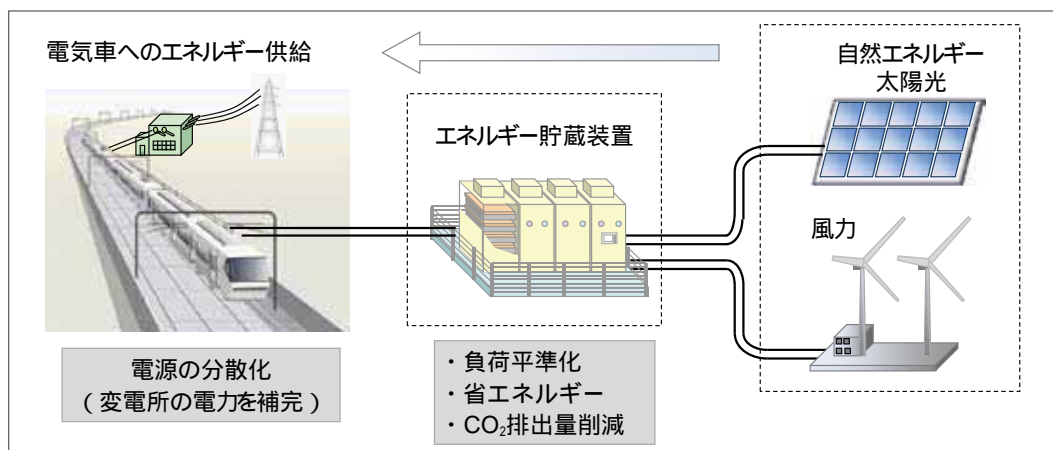 電気車へのエネルギー供給
自然エネルギー
太陽光
エネルギー貯蔵装置
風力
電源の分散化
（変電所の電力を補完）
・負荷平準化
・省エネルギー
・CO₂排出量削減